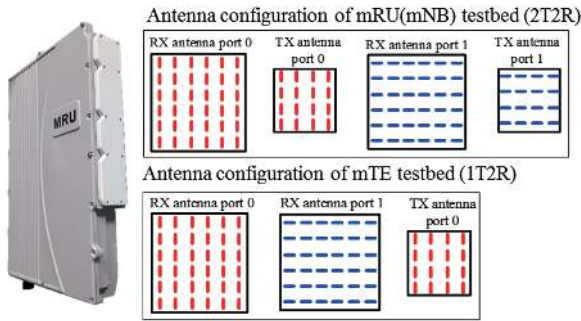 Antenna configuration of mRU(mNB) testbed (2T2R)
RX antenna port 0
TX antenna
port 0
RX antenna port 1
TX antenna
port 1
MRU
Antenna configuration of mTE testbed (1T2R)
RX antenna port 0
RX antenna port 1
TX antenna
port 0